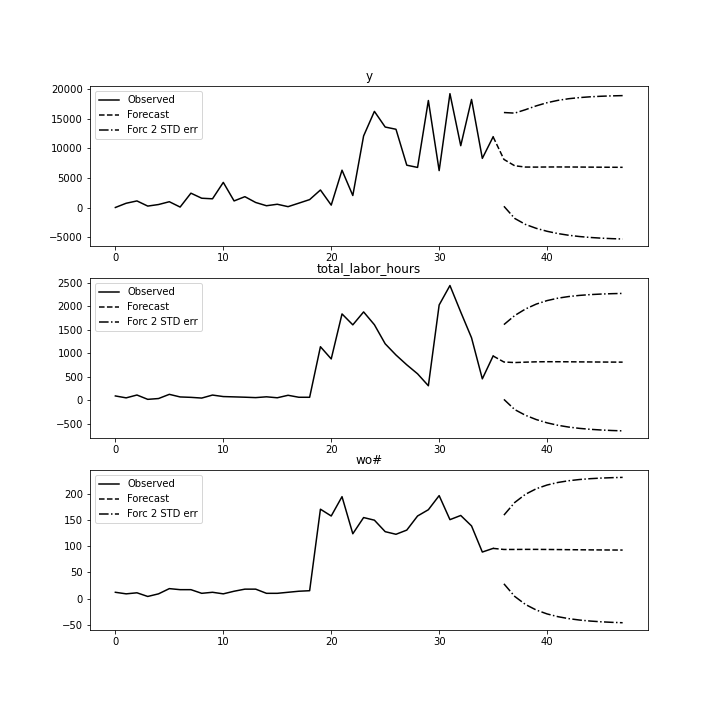 y
20000
15000
10000
5000
0
−5000
Observed
Forecast
Forc 2 STD err
0 10 20 30 40
total_labor_hours
2500
2000
1500
1000
500
0
−500
Observed
Forecast
Forc 2 STD err
0 10 20 30 40
wo#
200
150
100
50
0
−50
Observed
Forecast
Forc 2 STD err
0 10 20 30 40